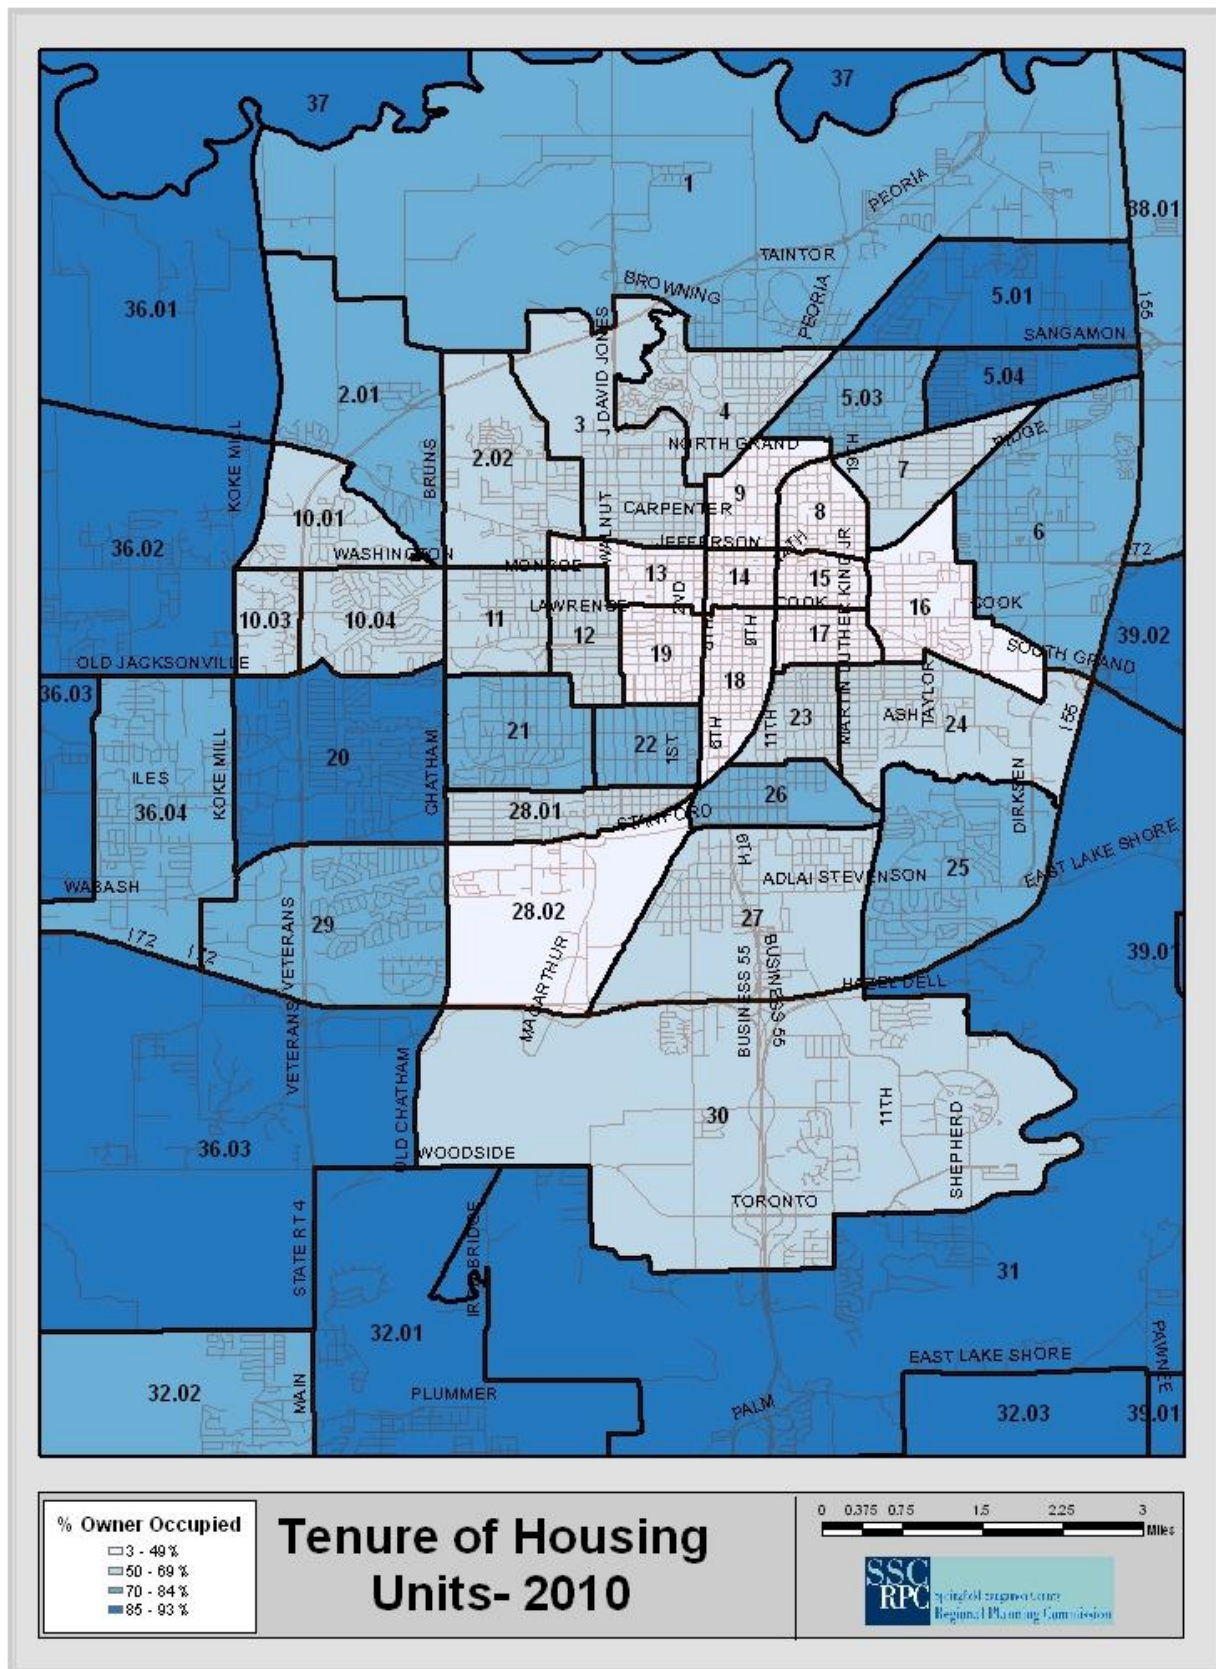 37
37
1
PEORIA
38.01
TAINTOR
BROWNING
PEORIA
36.01
5.01
155
SANGAMON
J DAVID JONES
5.04
2.01
5.03
4
3
NORTH GRAND
RIDGE
KOKE MILL
BRUNS
2.02
19TH
7
9
WALNUT
CARPENTER
8
10.01
6
36.02
WASHINGTON
JEFFERSON
MONROE
172
13
2ND
14
15
MARTIN LUTHER KING JR
16
10.03
10.04
11
LAWRENCE
12
COOK
COOK
5TH
9TH
17
39.02
OLD JACKSONVILLE
19
SOUTH GRAND
36.03
18
TAYLOR
ASH
24
155
21
22
1ST
6TH
11TH
23
20
KOKE MILL
CHATHAM
ILES
36.04
26
28.01
STANFORD
DIRKSEN
6TH
EAST LAKE SHORE
WABASH
ADLAI STEVENSON
25
29
28.02
27
VETERANS
172
172
MACARTHUR
BUSINESS 55
BUSINESS 55
39.01
HAZEL DELL
VETERANS
OLD CHATHAM
30
11TH
SHEPHERD
36.03
WOODSIDE
TORONTO
STATE RT 4
31
32.01
EAST LAKE SHORE
PAWNEE
32.02
MAIN
PLUMMER
PALM
32.03
39.01
% Owner Occupied
3 - 49 %
50 - 69 %
70 - 84 %
85 - 93 %
Tenure of Housing
Units- 2010
0 0.375 0.75 1.5 2.25 3
Miles
SSC
RPC
Springfield Sangamon County
Regional Planning Commission